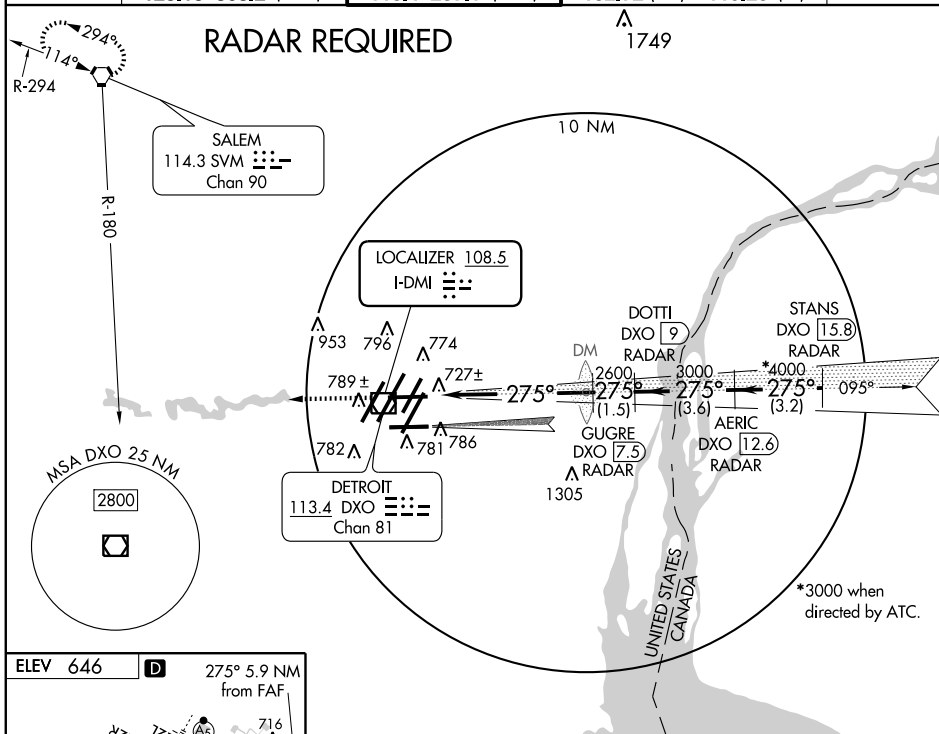 RADAR REQUIRED
1749
294°
114°
R-294
SALEM
114.3 SVM
Chan 90
R-180
10 NM
LOCALIZER 108.5
I-DMI
953
796
774
789 ±
727±
782
781
786
DETROIT
113.4 DXO
Chan 81
DM
275°
2600
275°
(1.5)
GUGRE
DXO 7.5
RADAR
1305
DOTTI
DXO 9
RADAR
3000
275°
(3.6)
AERIC
DXO 12.6
RADAR
STANS
DXO 15.8
RADAR
*4000
275°
(3.2)
095°
MSA DXO 25 NM
2800
UNITED STATES
CANADA
*3000 when
directed by ATC.
ELEV 646
D
275° 5.9 NM
from FAF
A5
716